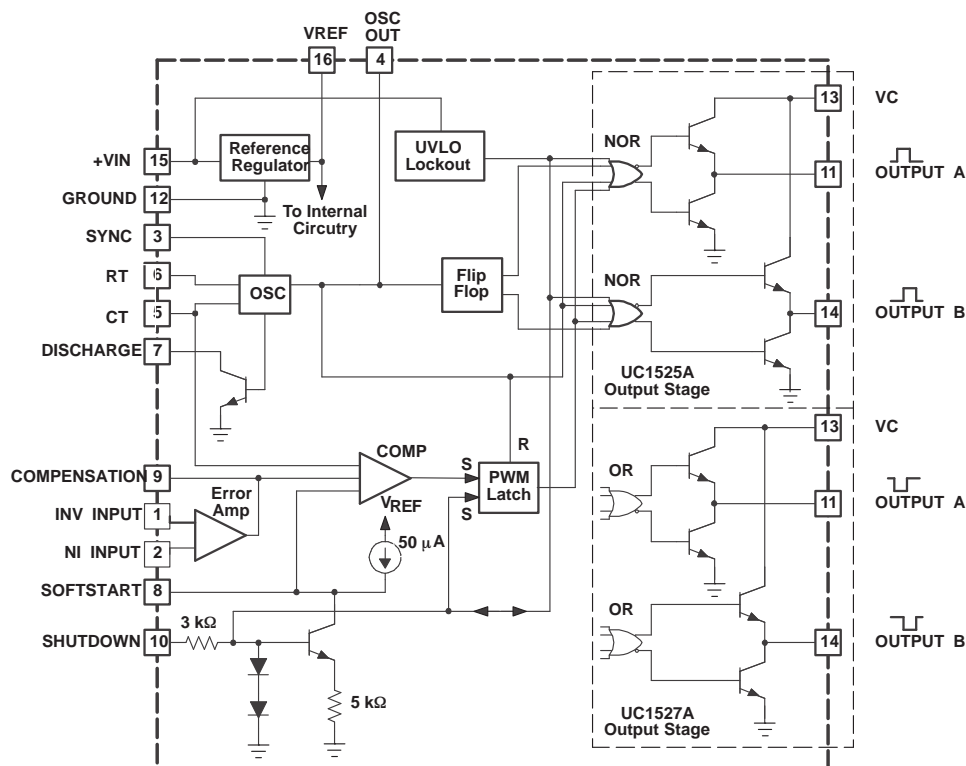 VREF
OSC
OUT
16
4
+VIN
15
Reference
Regulator
UVLO
Lockout
NOR
13
VC
GROUND
12
To Internal
Circutry
11
OUTPUT A
SYNC
3
RT
6
OSC
Flip
Flop
NOR
CT
5
14
OUTPUT B
DISCHARGE
7
UC1525A
Output Stage
13
VC
COMP
R
COMPENSATION
9
S
PWM
Latch
S
OR
Error
Amp
VREF
INV INPUT
1
11
OUTPUT A
NI INPUT
2
50 μA
SOFTSTART
8
OR
SHUTDOWN
10
3 kΩ
14
OUTPUT B
5 kΩ
UC1527A
Output Stage